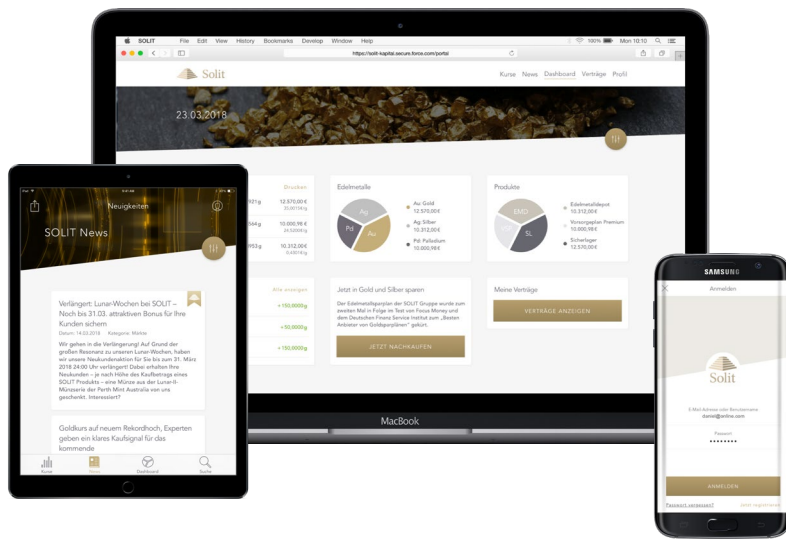 SOLIT File Edit View History Bookmarks Develop Window Help 100% Mon 10:10
https://solit-kapital.secure.force.com/portal
Solit
Kurse News Dashboard Verträge Profil
23.03.2018
Drucken
921g 12.570,00 €
564g 10.000,98 €
953g 10.312,00 €
Alle anzeigen
+150,0000g
+50,0000g
+150,0000g
Edelmetalle
Ag
Pd
Au
Au: Gold
12.570,00€
Ag: Silber
10.312,00€
Pd: Palladium
10.000,98€
Produkte
BMD
VSP
SL
Edelmetalldepot
10.312,00€
Vorsorgeplan Premium
10.000,98€
Sicherlager
12.570,00€
Jetzt in Gold und Silber sparen
Der Edelmetallsparplan der SOLIT Gruppe wurde zum
zweiten Mal in Folge im Test von Focus Money und
dem Deutschen Finanz Service Institut zum „Besten
Anbieter von Goldsparplänen" gekürt.
JETZT NACHKAUFEN
Meine Verträge
VERTRÄGE ANZEIGEN
MacBook
9:41 AM
Neuigkeiten
SOLIT News
Verlängert: Lunar-Wochen bei SOLIT –
Noch bis 31.03. attraktiven Bonus für Ihre
Kunden sichern
Datum: 14.03.2018 Kategorie: Märkte
Wir gehen in die Verlängerung! Auf Grund der
großen Resonanz zu unseren Lunar-Wochen, haben
wir unsere Neukundenaktion für Sie bis zum 31. März
2018 24:00 Uhr verlängert! Dabei erhalten Ihre
Neukunden – je nach Höhe des Kaufbetrags eines
SOLIT Produkts – eine Münze aus der Lunar-II-
Münzserie der Perth Mint Australia von uns
geschenkt. Interessiert?
Goldkurs auf neuem Rekordhoch, Experten
geben ein klares Kaufsignal für das
kommende
Kurse News Dashboard Suche
SAMSUNG
Anmelden
Solit
E-Mail Adresse oder Benutzername
daniel@online.com
Passwort
ANMELDEN
Passwort vergessen? Jetzt registrieren